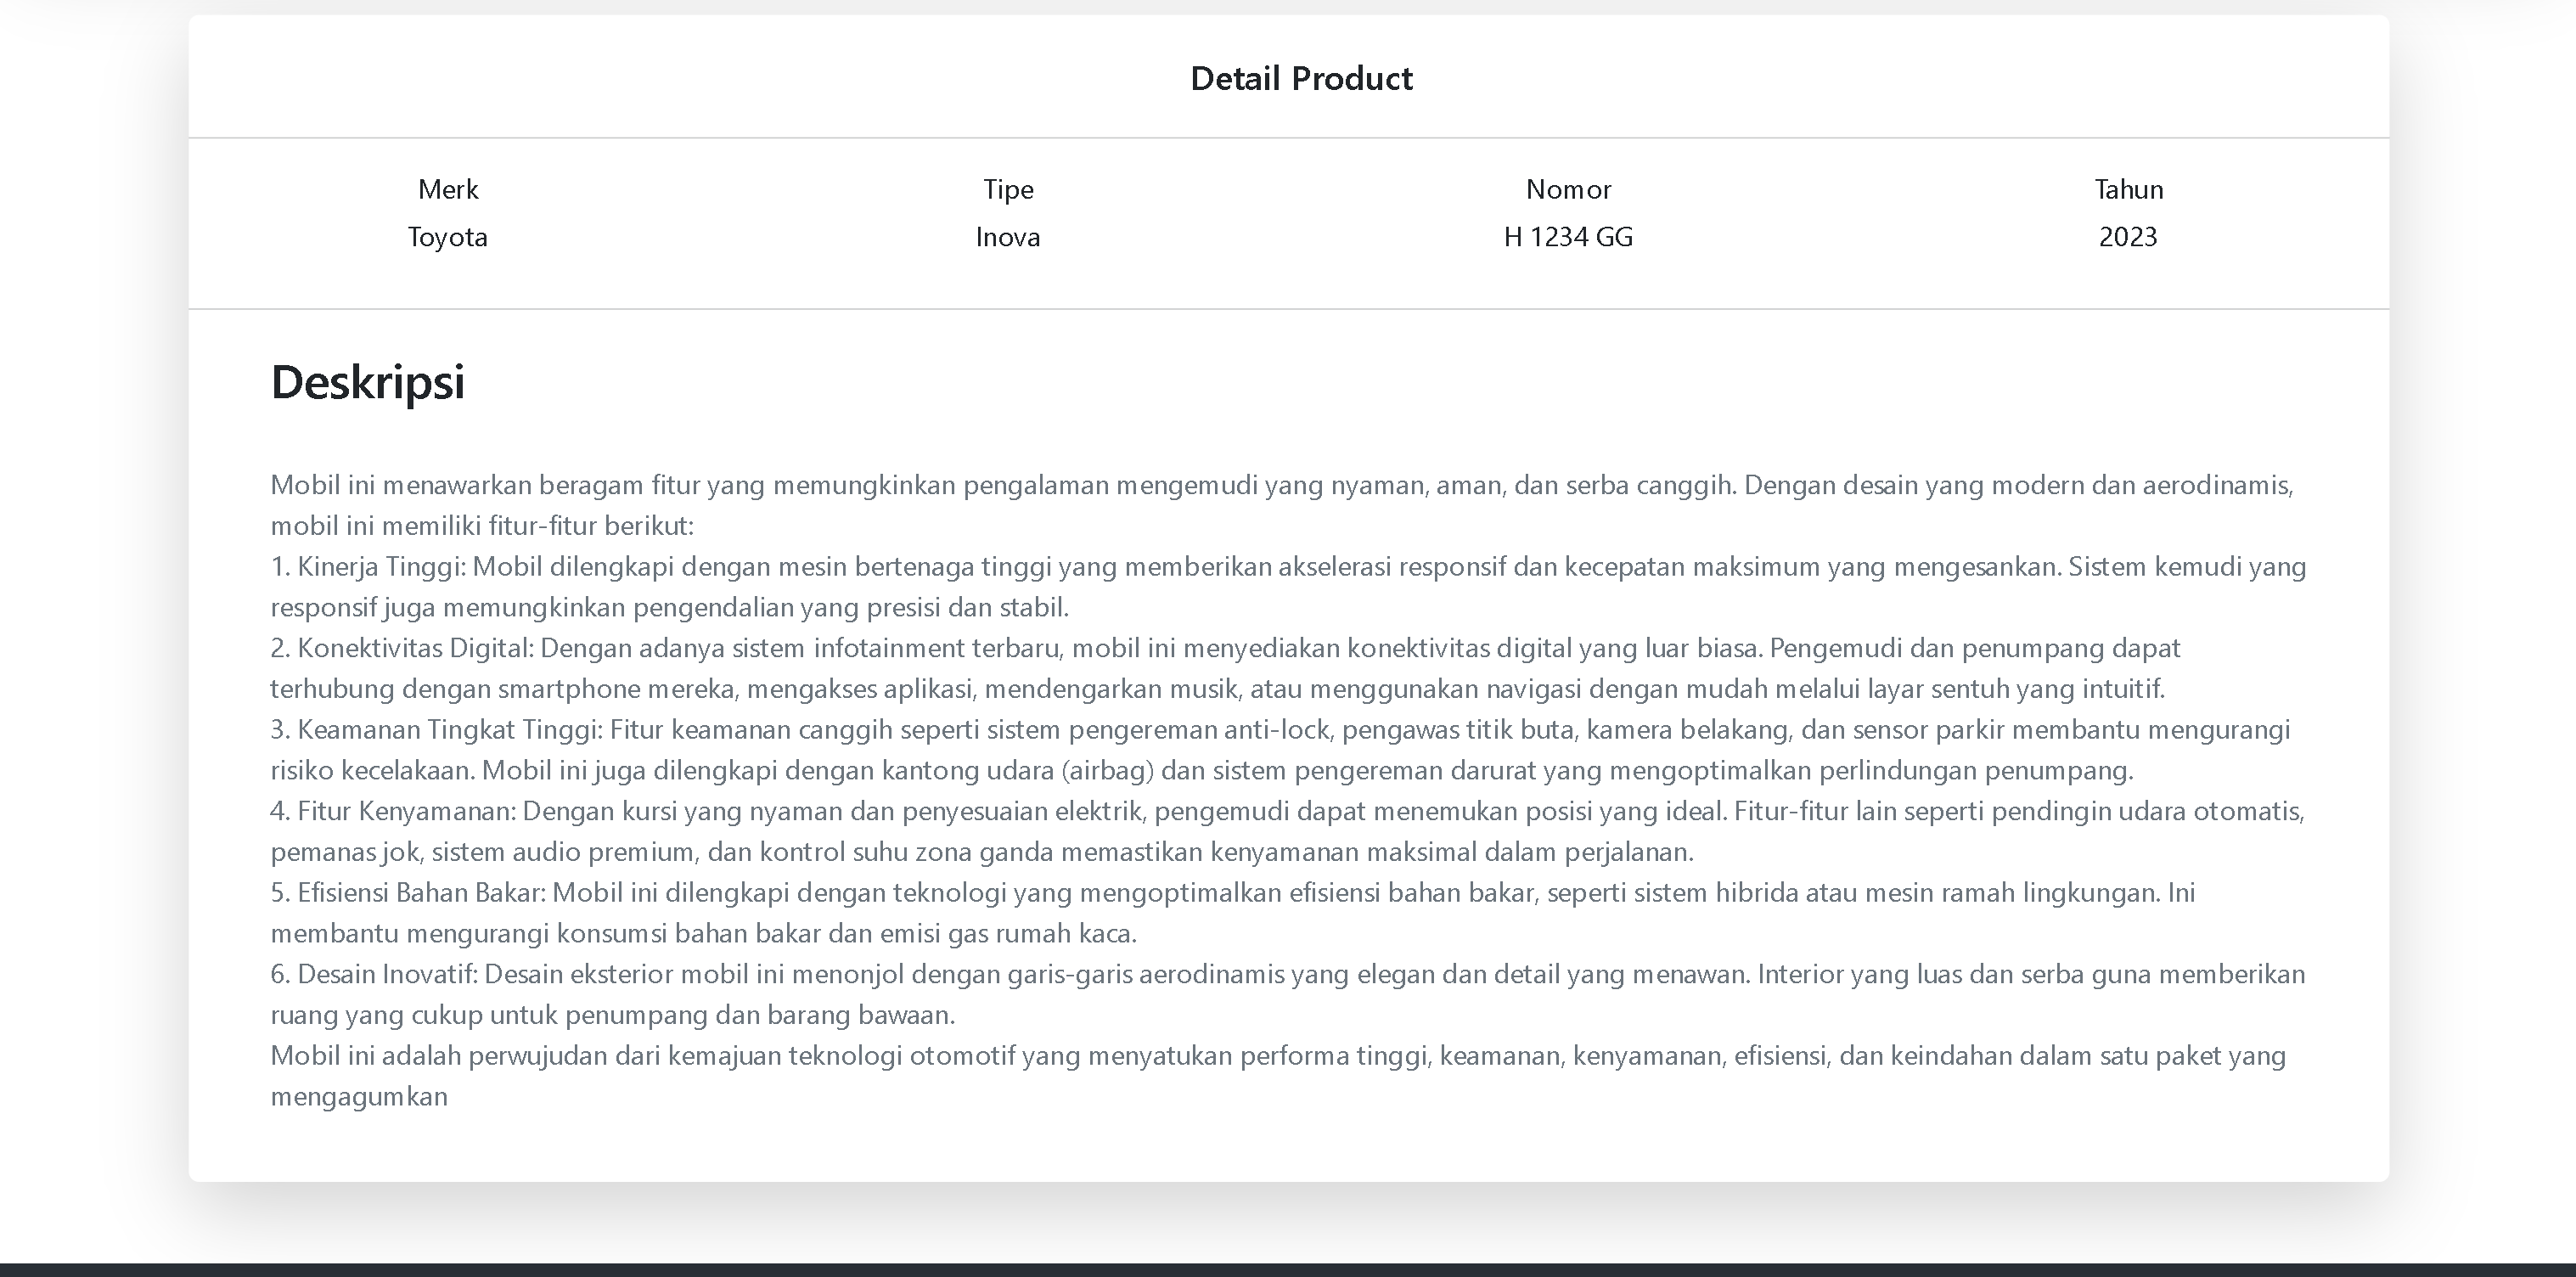 Detail Product
Merk Tipe Nomor Tahun
Toyota Inova H 1234 GG 2023
Deskripsi
Mobil ini menawarkan beragam fitur yang memungkinkan pengalaman mengemudi yang nyaman, aman, dan serba canggih. Dengan desain yang modern dan aerodinamis,
mobil ini memiliki fitur-fitur berikut:
1. Kinerja Tinggi: Mobil dilengkapi dengan mesin bertenaga tinggi yang memberikan akselerasi responsif dan kecepatan maksimum yang mengesankan. Sistem kemudi yang
responsif juga memungkinkan pengendalian yang presisi dan stabil.
2. Konektivitas Digital: Dengan adanya sistem infotainment terbaru, mobil ini menyediakan konektivitas digital yang luar biasa. Pengemudi dan penumpang dapat
terhubung dengan smartphone mereka, mengakses aplikasi, mendengarkan musik, atau menggunakan navigasi dengan mudah melalui layar sentuh yang intuitif.
3. Keamanan Tingkat Tinggi: Fitur keamanan canggih seperti sistem pengereman anti-lock, pengawas titik buta, kamera belakang, dan sensor parkir membantu mengurangi
risiko kecelakaan. Mobil ini juga dilengkapi dengan kantong udara (airbag) dan sistem pengereman darurat yang mengoptimalkan perlindungan penumpang.
4. Fitur Kenyamanan: Dengan kursi yang nyaman dan penyesuaian elektrik, pengemudi dapat menemukan posisi yang ideal. Fitur-fitur lain seperti pendingin udara otomatis,
pemanas jok, sistem audio premium, dan kontrol suhu zona ganda memastikan kenyamanan maksimal dalam perjalanan.
5. Efisiensi Bahan Bakar: Mobil ini dilengkapi dengan teknologi yang mengoptimalkan efisiensi bahan bakar, seperti sistem hibrida atau mesin ramah lingkungan. Ini
membantu mengurangi konsumsi bahan bakar dan emisi gas rumah kaca.
6. Desain Inovatif: Desain eksterior mobil ini menonjol dengan garis-garis aerodinamis yang elegan dan detail yang menawan. Interior yang luas dan serba guna memberikan
ruang yang cukup untuk penumpang dan barang bawaan.
Mobil ini adalah perwujudan dari kemajuan teknologi otomotif yang menyatukan performa tinggi, keamanan, kenyamanan, efisiensi, dan keindahan dalam satu paket yang
mengagumkan